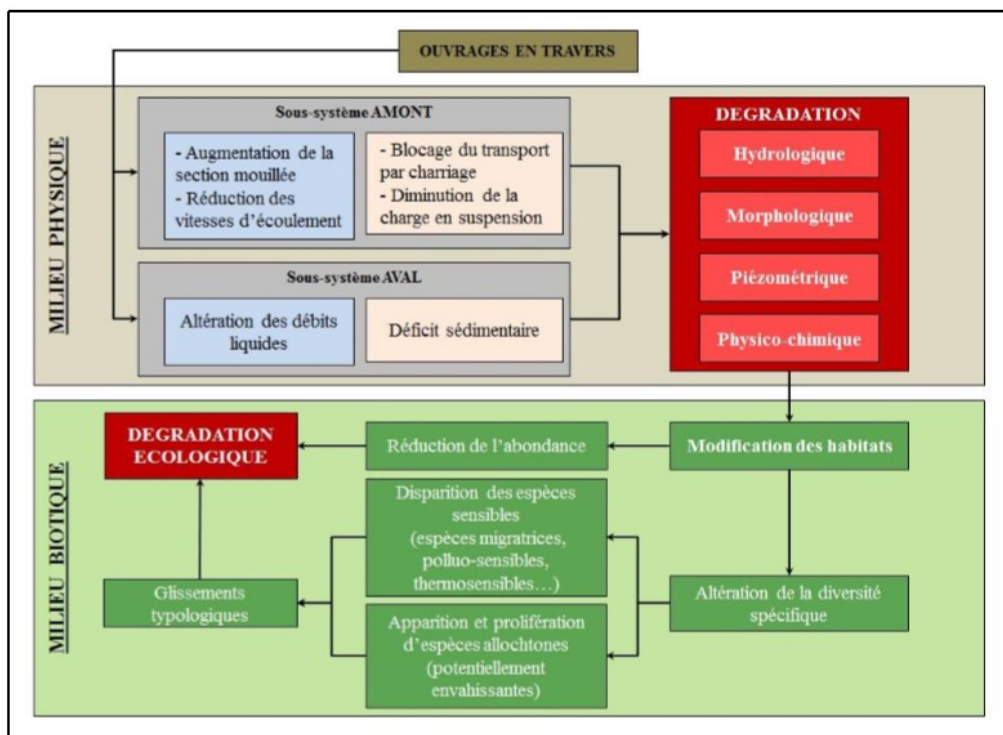 OUVRAGES EN TRAVERS
MILIEU PHYSIQUE
Sous-système AMONT
- Augmentation de la
section mouillée
- Réduction des
vitesses d'écoulement
- Blocage du transport
par charriage
- Diminution de la
charge en suspension
Sous-système AVAL
Altération des débits
liquides
Déficit sédimentaire
DEGRADATION
Hydrologique
Morphologique
Piézométrique
Physico-chimique
MILIEU BIOTIQUE
DEGRADATION
ECOLOGIQUE
Réduction de l'abondance
Modification des habitats
Disparition des espèces
sensibles
(espèces migratrices,
polluo-sensibles,
thermosensibles…)
Glissements
typologiques
Altération de la diversité
spécifique
Apparition et prolifération
d'espèces allochtones
(potentiellement
envahissantes)